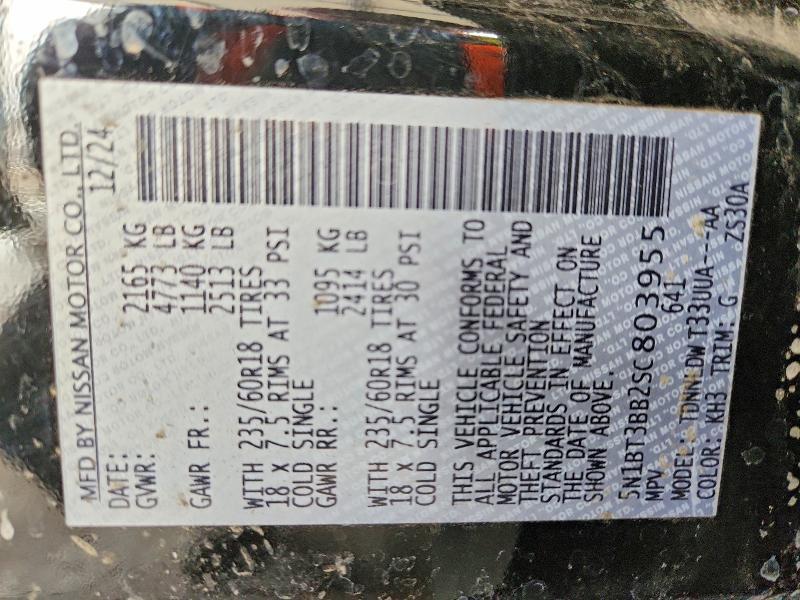 MFD BY NISSAN MOTOR CO., LTD.
DATE: 12/24
GVWR: 2165 KG
4773 LB
GAWR FR.: 1140 KG
2513 LB
WITH 235/60R18 TIRES
18 X 7.5 RIMS AT 33 PSI
COLD SINGLE
GAWR RR.: 1095 KG
2414 LB
WITH 235/60R18 TIRES
18 X 7.5 RIMS AT 30 PSI
COLD SINGLE
THIS VEHICLE CONFORMS TO
ALL APPLICABLE FEDERAL
MOTOR VEHICLE SAFETY AND
THEFT PREVENTION
STANDARDS IN EFFECT ON
THE DATE OF MANUFACTURE
SHOWN ABOVE
5N1BT3BB2SC803955
MPV 641
MODEL: T33UUA---AA
COLOR: KH3 TRIM: G ZS30A